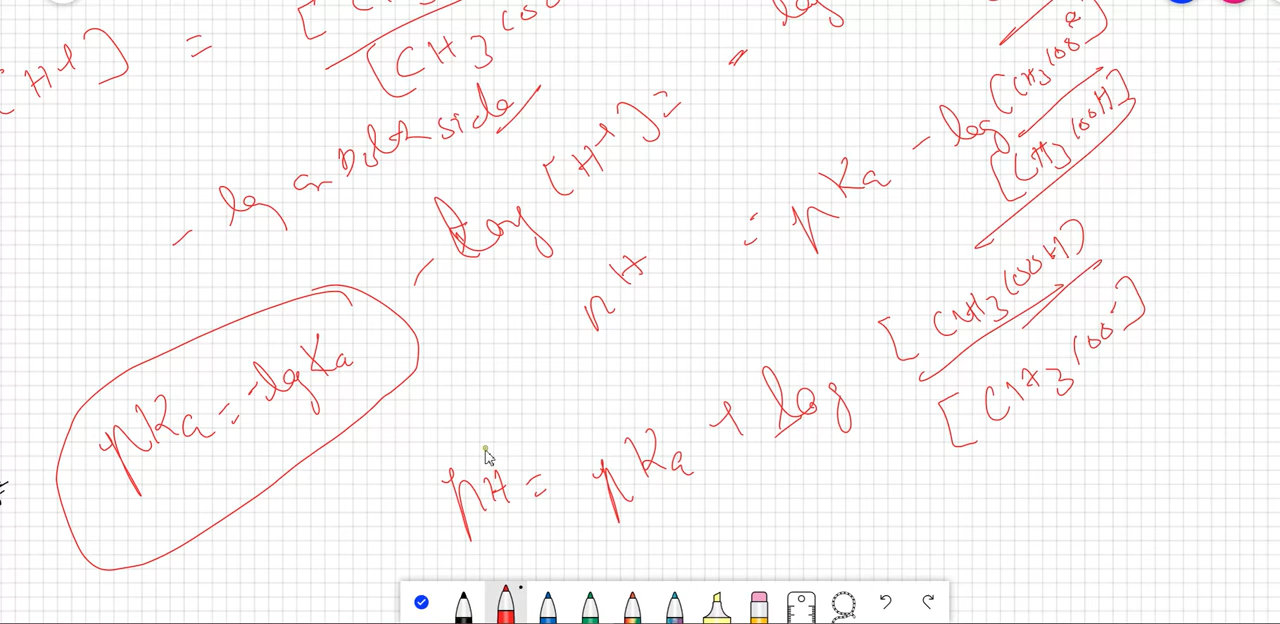 [H+] =
[CH3COO
- log on both side
- log [H+] =
log
pH = pKa - log [CH3COO-]
[CH3COOH]
pKa = -log Ka
pH = pKa + log [CH3COOH]
[CH3COO-]